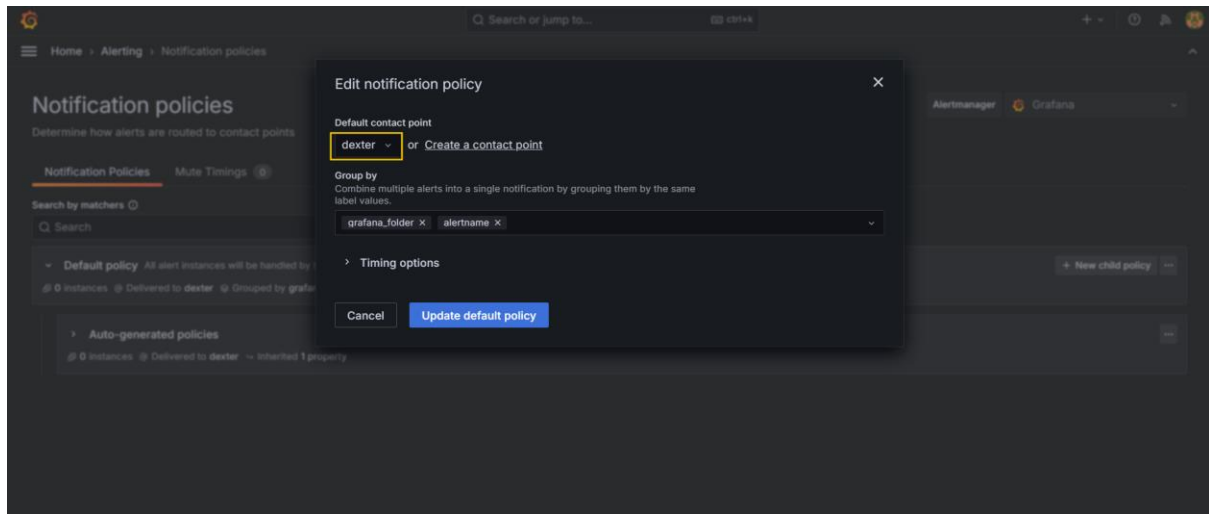 Search or jump to... ctrl+k
Home › Alerting › Notification policies
Notification policies
Determine how alerts are routed to contact points
Alertmanager Grafana
Notification Policies Mute Timings 0
Search by matchers
Search
Default policy All alert instances will be handled by
+ New child policy
0 instances Delivered to dexter Grouped by grafa
Auto-generated policies
0 instances Delivered to dexter Inherited 1 property
Edit notification policy
Default contact point
dexter or Create a contact point
Group by
Combine multiple alerts into a single notification by grouping them by the same
label values.
grafana_folder × alertname ×
Timing options
Cancel Update default policy